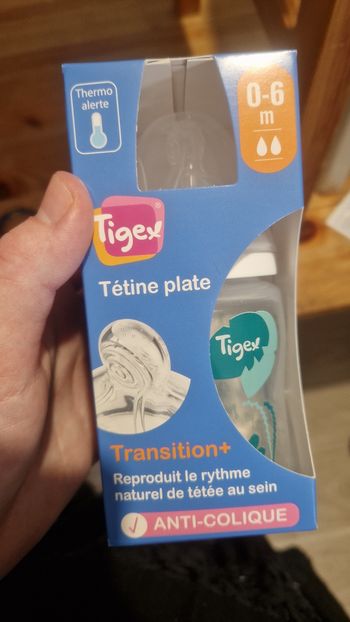 Thermo
alerte
0-6
m
Tigex®
Tétine plate
Tigex
Transition+
Reproduit le rythme
naturel de tétée au sein
ANTI-COLIQUE